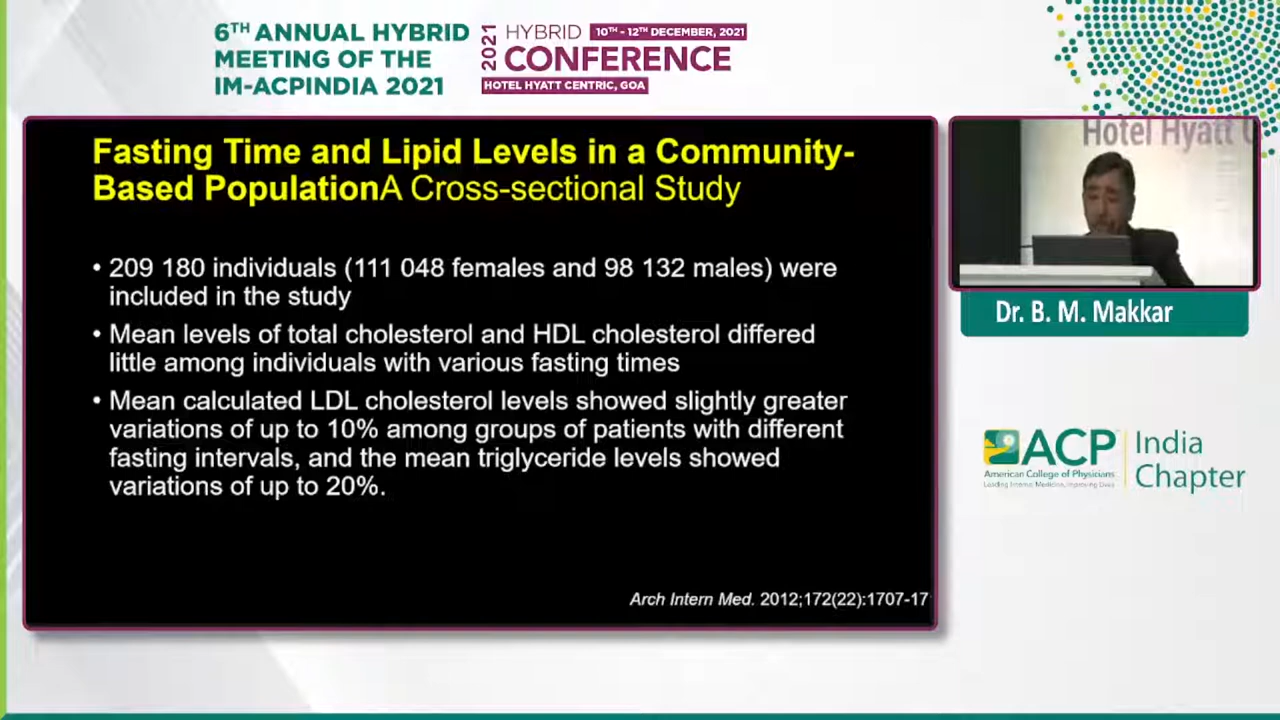 6TH ANNUAL HYBRID
MEETING OF THE
IM-ACPINDIA 2021
2021
HYBRID
10TH - 12TH DECEMBER, 2021
CONFERENCE
HOTEL HYATT CENTRIC, GOA
Fasting Time and Lipid Levels in a Community-
Based PopulationA Cross-sectional Study
• 209 180 individuals (111 048 females and 98 132 males) were
included in the study
• Mean levels of total cholesterol and HDL cholesterol differed
little among individuals with various fasting times
• Mean calculated LDL cholesterol levels showed slightly greater
variations of up to 10% among groups of patients with different
fasting intervals, and the mean triglyceride levels showed
variations of up to 20%.
Arch Intern Med. 2012;172(22):1707-17
Hotel Hyatt C
Dr. B. M. Makkar
ACP
American College of Physicians
Leading Internal Medicine, Improving Lives
India
Chapter